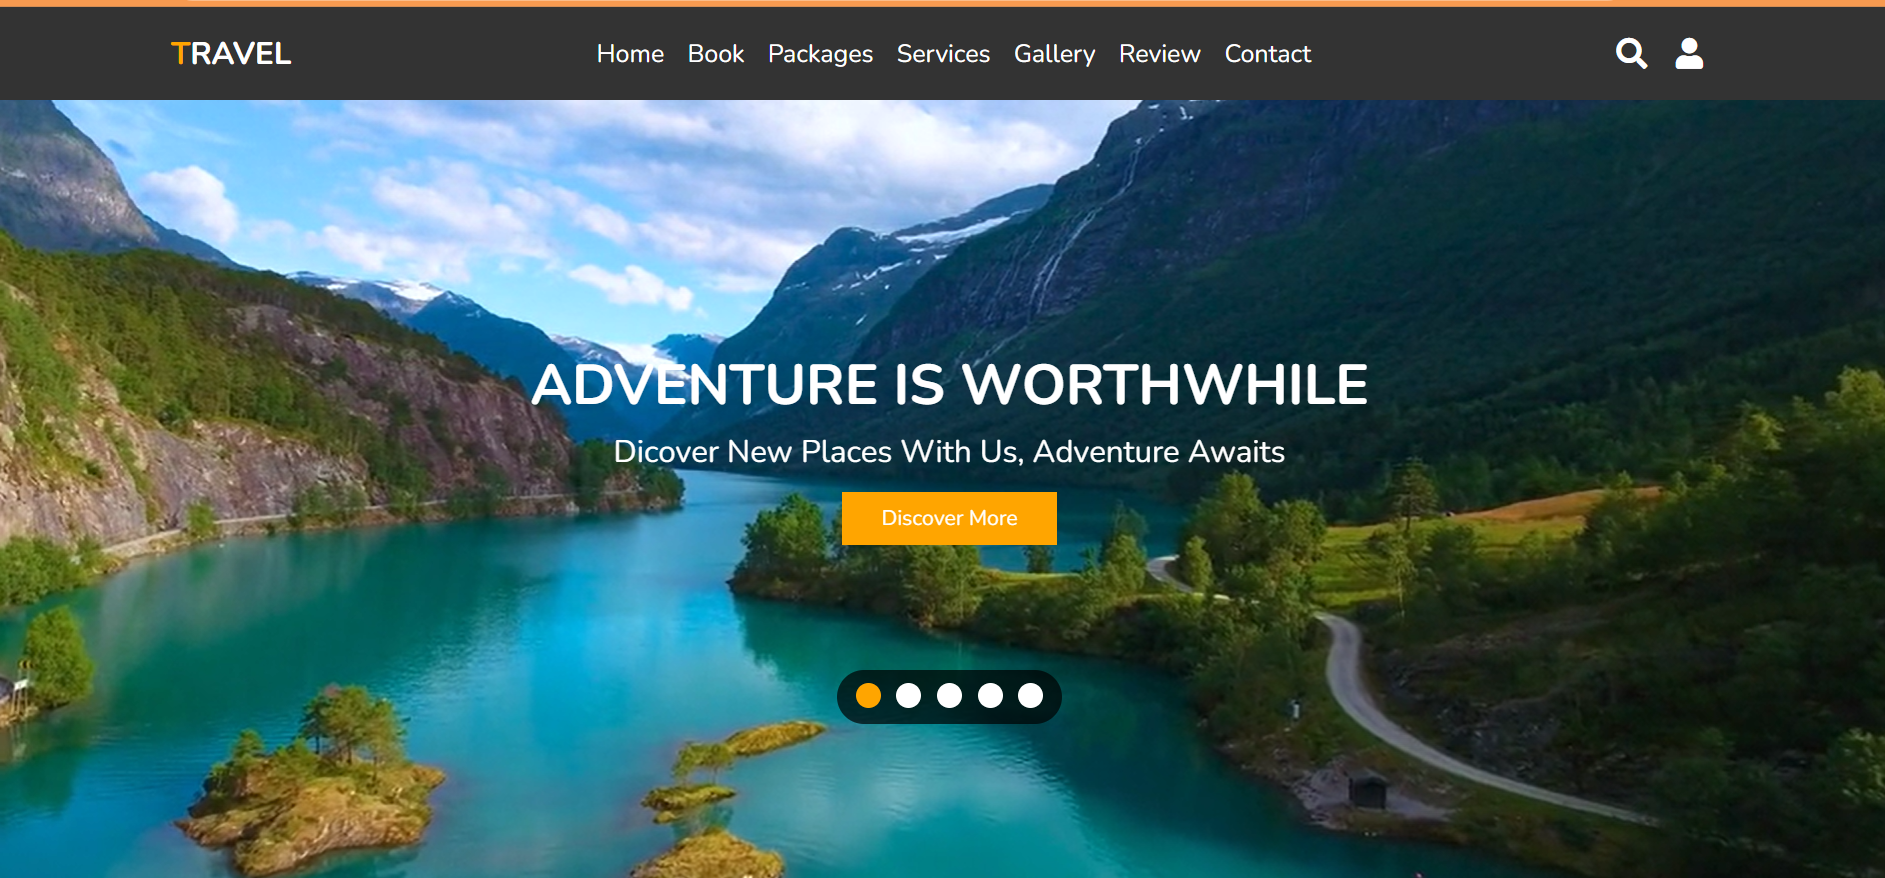 TRAVEL
Home Book Packages Services Gallery Review Contact
ADVENTURE IS WORTHWHILE
Dicover New Places With Us, Adventure Awaits
Discover More